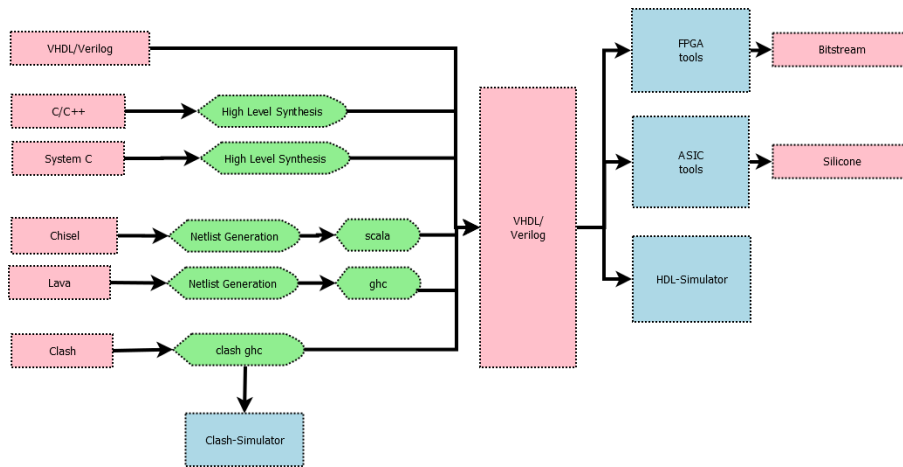 VHDL/Verilog
C/C++
High Level Synthesis
System C
High Level Synthesis
Chisel
Netlist Generation
scala
Lava
Netlist Generation
ghc
Clash
clash ghc
Clash-Simulator
VHDL/
Verilog
FPGA
tools
Bitstream
ASIC
tools
Silicone
HDL-Simulator